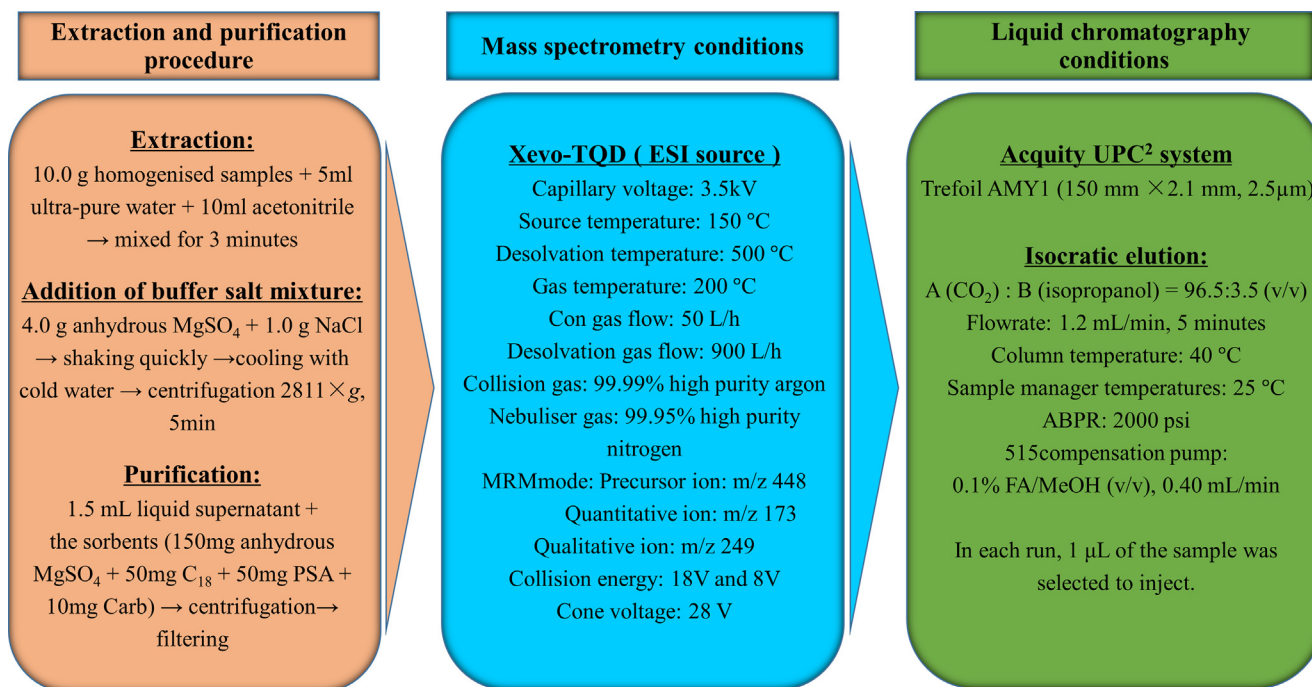 Extraction and purification
procedure
Extraction:
10.0 g homogenised samples + 5ml
ultra-pure water + 10ml acetonitrile
→ mixed for 3 minutes
Addition of buffer salt mixture:
4.0 g anhydrous MgSO₄ + 1.0 g NaCl
→ shaking quickly →cooling with
cold water → centrifugation 2811×g,
5min
Purification:
1.5 mL liquid supernatant +
the sorbents (150mg anhydrous
MgSO₄ + 50mg C₁₈ + 50mg PSA +
10mg Carb) → centrifugation→
filtering
Mass spectrometry conditions
Xevo-TQD ( ESI source )
Capillary voltage: 3.5kV
Source temperature: 150 °C
Desolvation temperature: 500 °C
Gas temperature: 200 °C
Con gas flow: 50 L/h
Desolvation gas flow: 900 L/h
Collision gas: 99.99% high purity argon
Nebuliser gas: 99.95% high purity
nitrogen
MRMmode: Precursor ion: m/z 448
Quantitative ion: m/z 173
Qualitative ion: m/z 249
Collision energy: 18V and 8V
Cone voltage: 28 V
Liquid chromatography
conditions
Acquity UPC² system
Trefoil AMY1 (150 mm ×2.1 mm, 2.5μm)
Isocratic elution:
A (CO₂) : B (isopropanol) = 96.5:3.5 (v/v)
Flowrate: 1.2 mL/min, 5 minutes
Column temperature: 40 °C
Sample manager temperatures: 25 °C
ABPR: 2000 psi
515compensation pump:
0.1% FA/MeOH (v/v), 0.40 mL/min
In each run, 1 μL of the sample was
selected to inject.